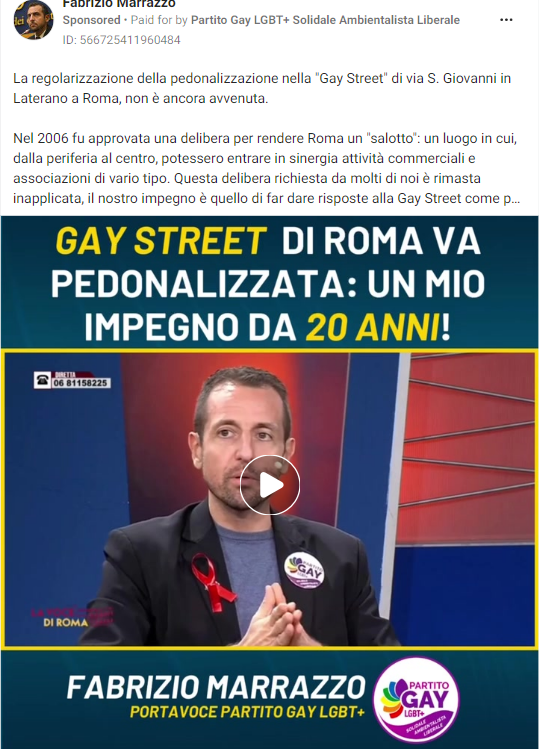 Fabrizio Marrazzo
Sponsored • Paid for by Partito Gay LGBT+ Solidale Ambientalista Liberale
ID: 566725411960484
La regolarizzazione della pedonalizzazione nella "Gay Street" di via S. Giovanni in
Laterano a Roma, non è ancora avvenuta.
Nel 2006 fu approvata una delibera per rendere Roma un "salotto": un luogo in cui,
dalla periferia al centro, potessero entrare in sinergia attività commerciali e
associazioni di vario tipo. Questa delibera richiesta da molti di noi è rimasta
inapplicata, il nostro impegno è quello di far dare risposte alla Gay Street come p...
GAY STREET DI ROMA VA
PEDONALIZZATA: UN MIO
IMPEGNO DA 20 ANNI!
DIRETTA
06 81158225
PARTITO
GAY
DI ROMA
FABRIZIO MARRAZZO
PORTAVOCE PARTITO GAY LGBT+
PARTITO
GAY
LGBT+
SOLIDALE
AMBIENTALISTA
LIBERALE